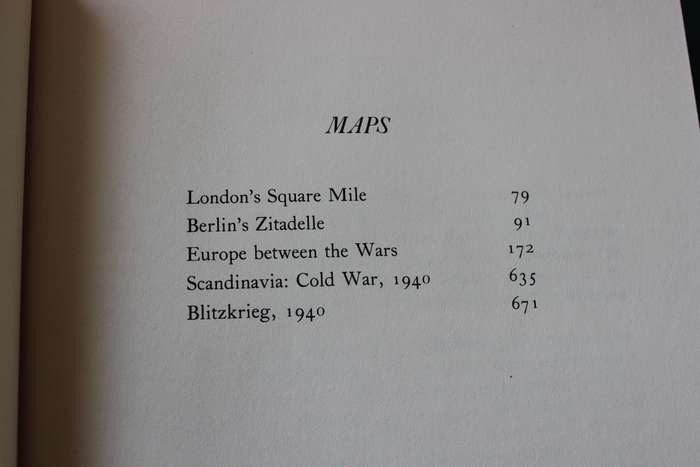 MAPS
London's Square Mile 79
Berlin's Zitadelle 91
Europe between the Wars 172
Scandinavia: Cold War, 1940 635
Blitzkrieg, 1940 671